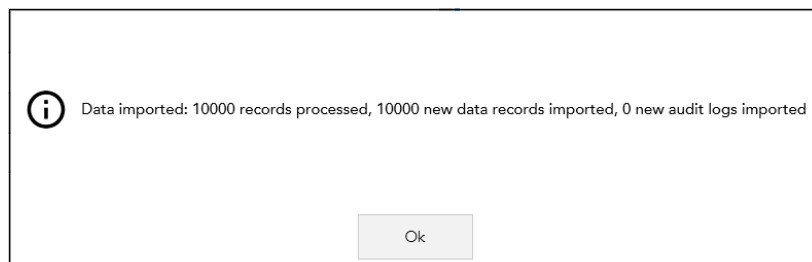 Data imported: 10000 records processed, 10000 new data records imported, 0 new audit logs imported
Ok